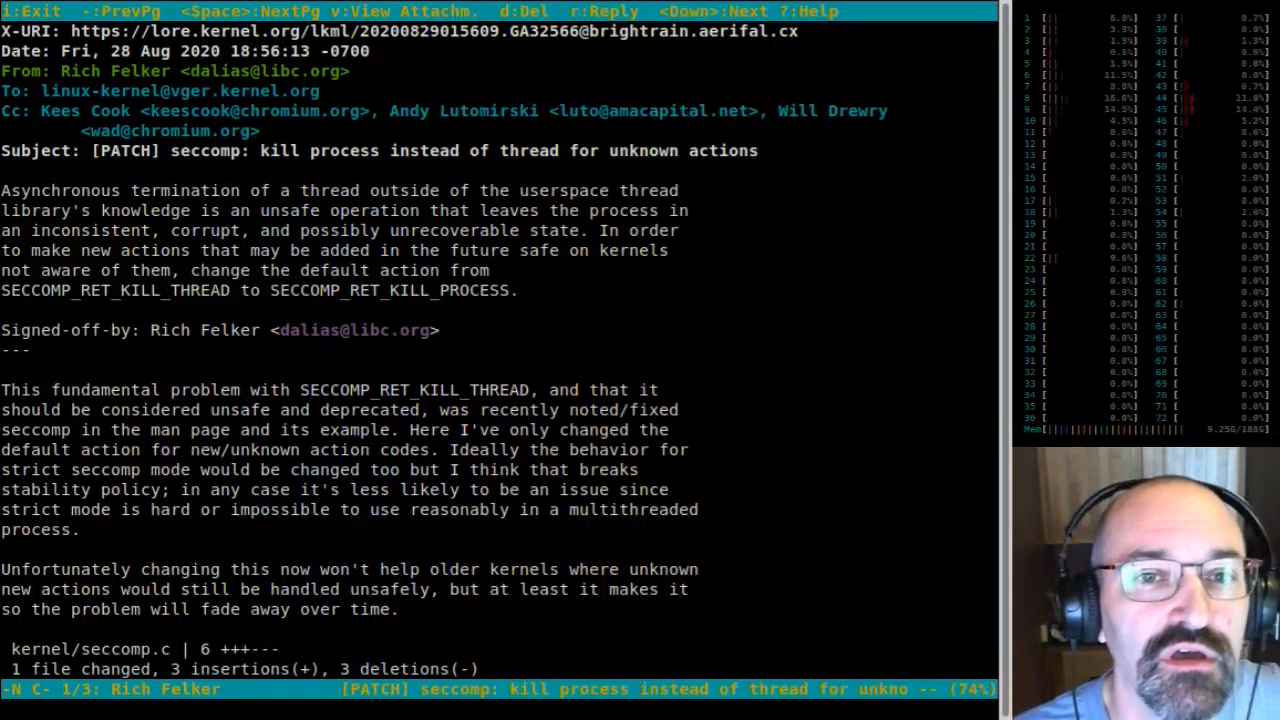 i:Exit -:PrevPg <Space>:NextPg v:View Attachm. d:Del r:Reply <Down>:Next ?:Help
X-URI: https://lore.kernel.org/lkml/20200829015609.GA32566@brightrain.aerifal.cx
Date: Fri, 28 Aug 2020 18:56:13 -0700
From: Rich Felker <dalias@libc.org>
To: linux-kernel@vger.kernel.org
Cc: Kees Cook <keescook@chromium.org>, Andy Lutomirski <luto@amacapital.net>, Will Drewry
<wad@chromium.org>
Subject: [PATCH] seccomp: kill process instead of thread for unknown actions
Asynchronous termination of a thread outside of the userspace thread
library's knowledge is an unsafe operation that leaves the process in
an inconsistent, corrupt, and possibly unrecoverable state. In order
to make new actions that may be added in the future safe on kernels
not aware of them, change the default action from
SECCOMP_RET_KILL_THREAD to SECCOMP_RET_KILL_PROCESS.
Signed-off-by: Rich Felker <dalias@libc.org>
---
This fundamental problem with SECCOMP_RET_KILL_THREAD, and that it
should be considered unsafe and deprecated, was recently noted/fixed
seccomp in the man page and its example. Here I've only changed the
default action for new/unknown action codes. Ideally the behavior for
strict seccomp mode would be changed too but I think that breaks
stability policy; in any case it's less likely to be an issue since
strict mode is hard or impossible to use reasonably in a multithreaded
process.
Unfortunately changing this now won't help older kernels where unknown
new actions would still be handled unsafely, but at least it makes it
so the problem will fade away over time.
kernel/seccomp.c | 6 +++---
1 file changed, 3 insertions(+), 3 deletions(-)
-N C- 1/3: Rich Felker [PATCH] seccomp: kill process instead of thread for unkno -- (74%)
Mem 9.25G/188G